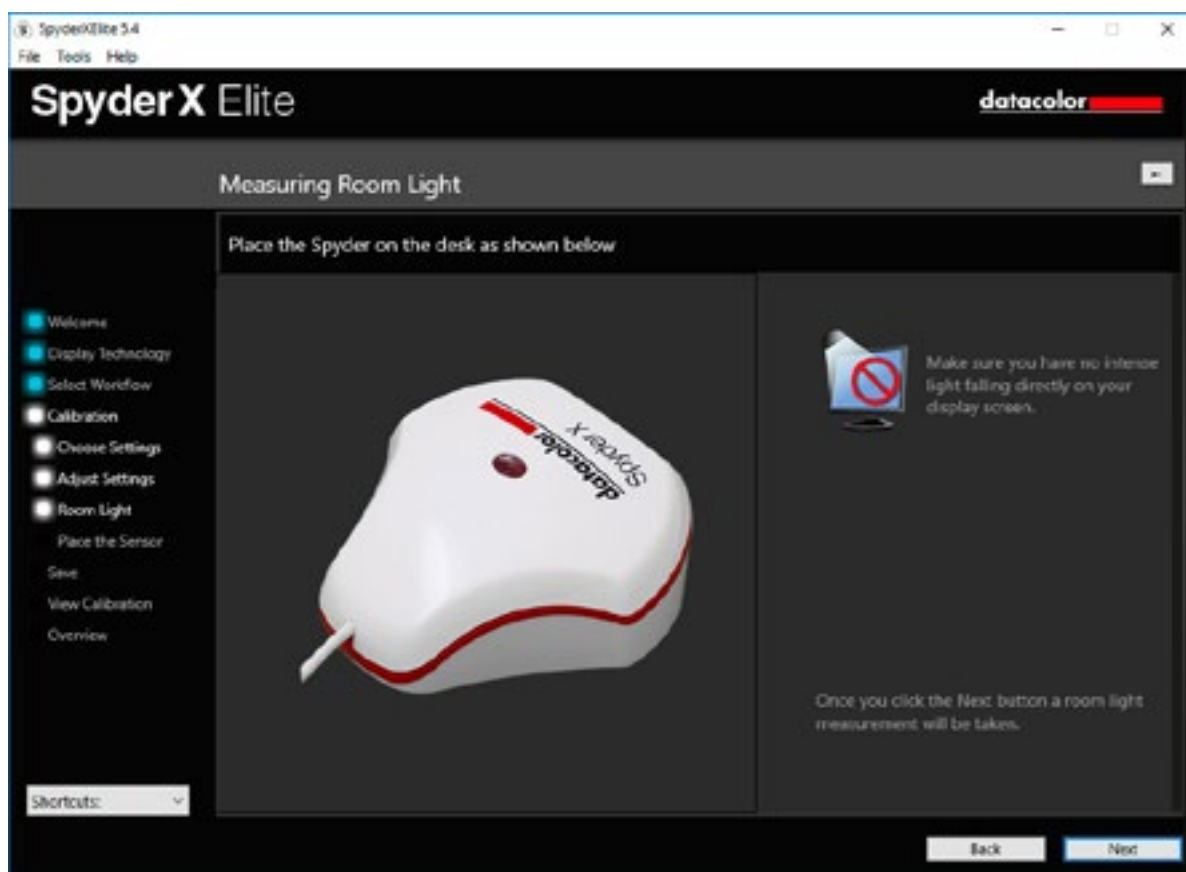 SpyderXElite 5.4
File Tools Help
SpyderX Elite
datacolor
Measuring Room Light
Place the Spyder on the desk as shown below
Welcome
Display Technology
Select Workflow
Calibration
Choose Settings
Adjust Settings
Room Light
Place the Sensor
Save
View Calibration
Overview
Shortcuts:
datacolor
Spyder X
Make sure you have no intense
light falling directly on your
display screen.
Once you click the Next button a room light
measurement will be taken.
Back
Next